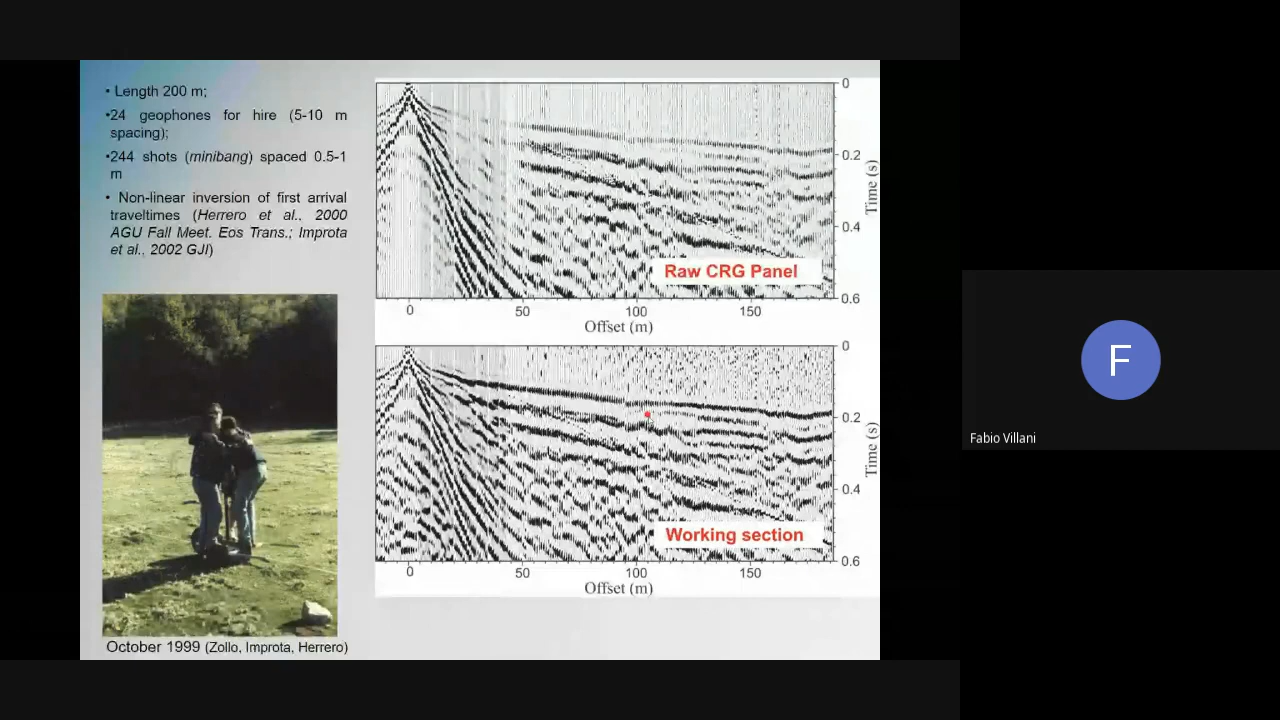 • Length 200 m;
•24 geophones for hire (5-10 m
spacing);
•244 shots (minibang) spaced 0.5-1
m
• Non-linear inversion of first arrival
traveltimes (Herrero et al., 2000
AGU Fall Meet. Eos Trans.; Improta
et al., 2002 GJI)
October 1999 (Zollo, Improta, Herrero)
0
0.2
0.4
0.6
Time (s)
Raw CRG Panel
0 50 100 150
Offset (m)
0
0.2
0.4
0.6
Time (s)
Working section
0 50 100 150
Offset (m)
F
Fabio Villani